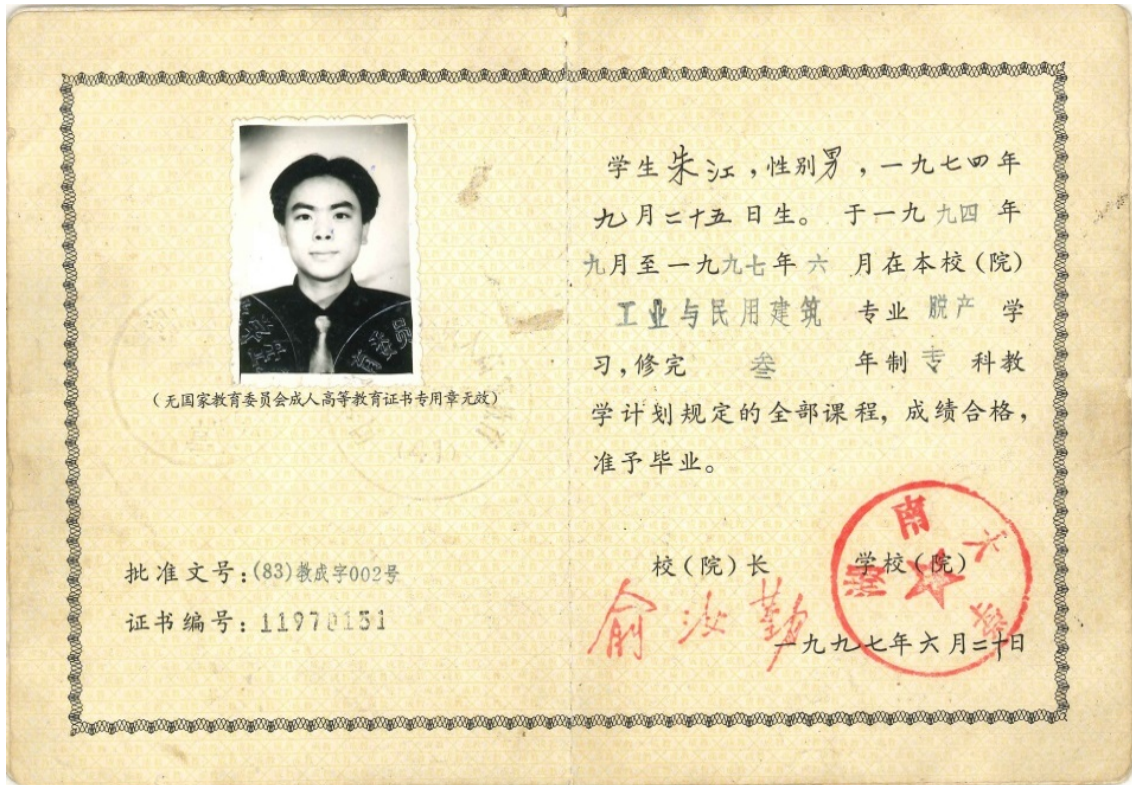 (无国家教育委员会成人高等教育证书专用章无效)
批准文号:(83)教成字002号
证书编号:11970151
学生朱江,性别男,一九七四年
九月二十五日生。于一九九四年
九月至一九九七年六月在本校(院)
工业与民用建筑 专业 脱产 学
习,修完 叁 年制 专 科教
学计划规定的全部课程,成绩合格,
准予毕业。
校(院)长 学校(院)
俞汝勤
湖南大学
一九九七年六月二十日